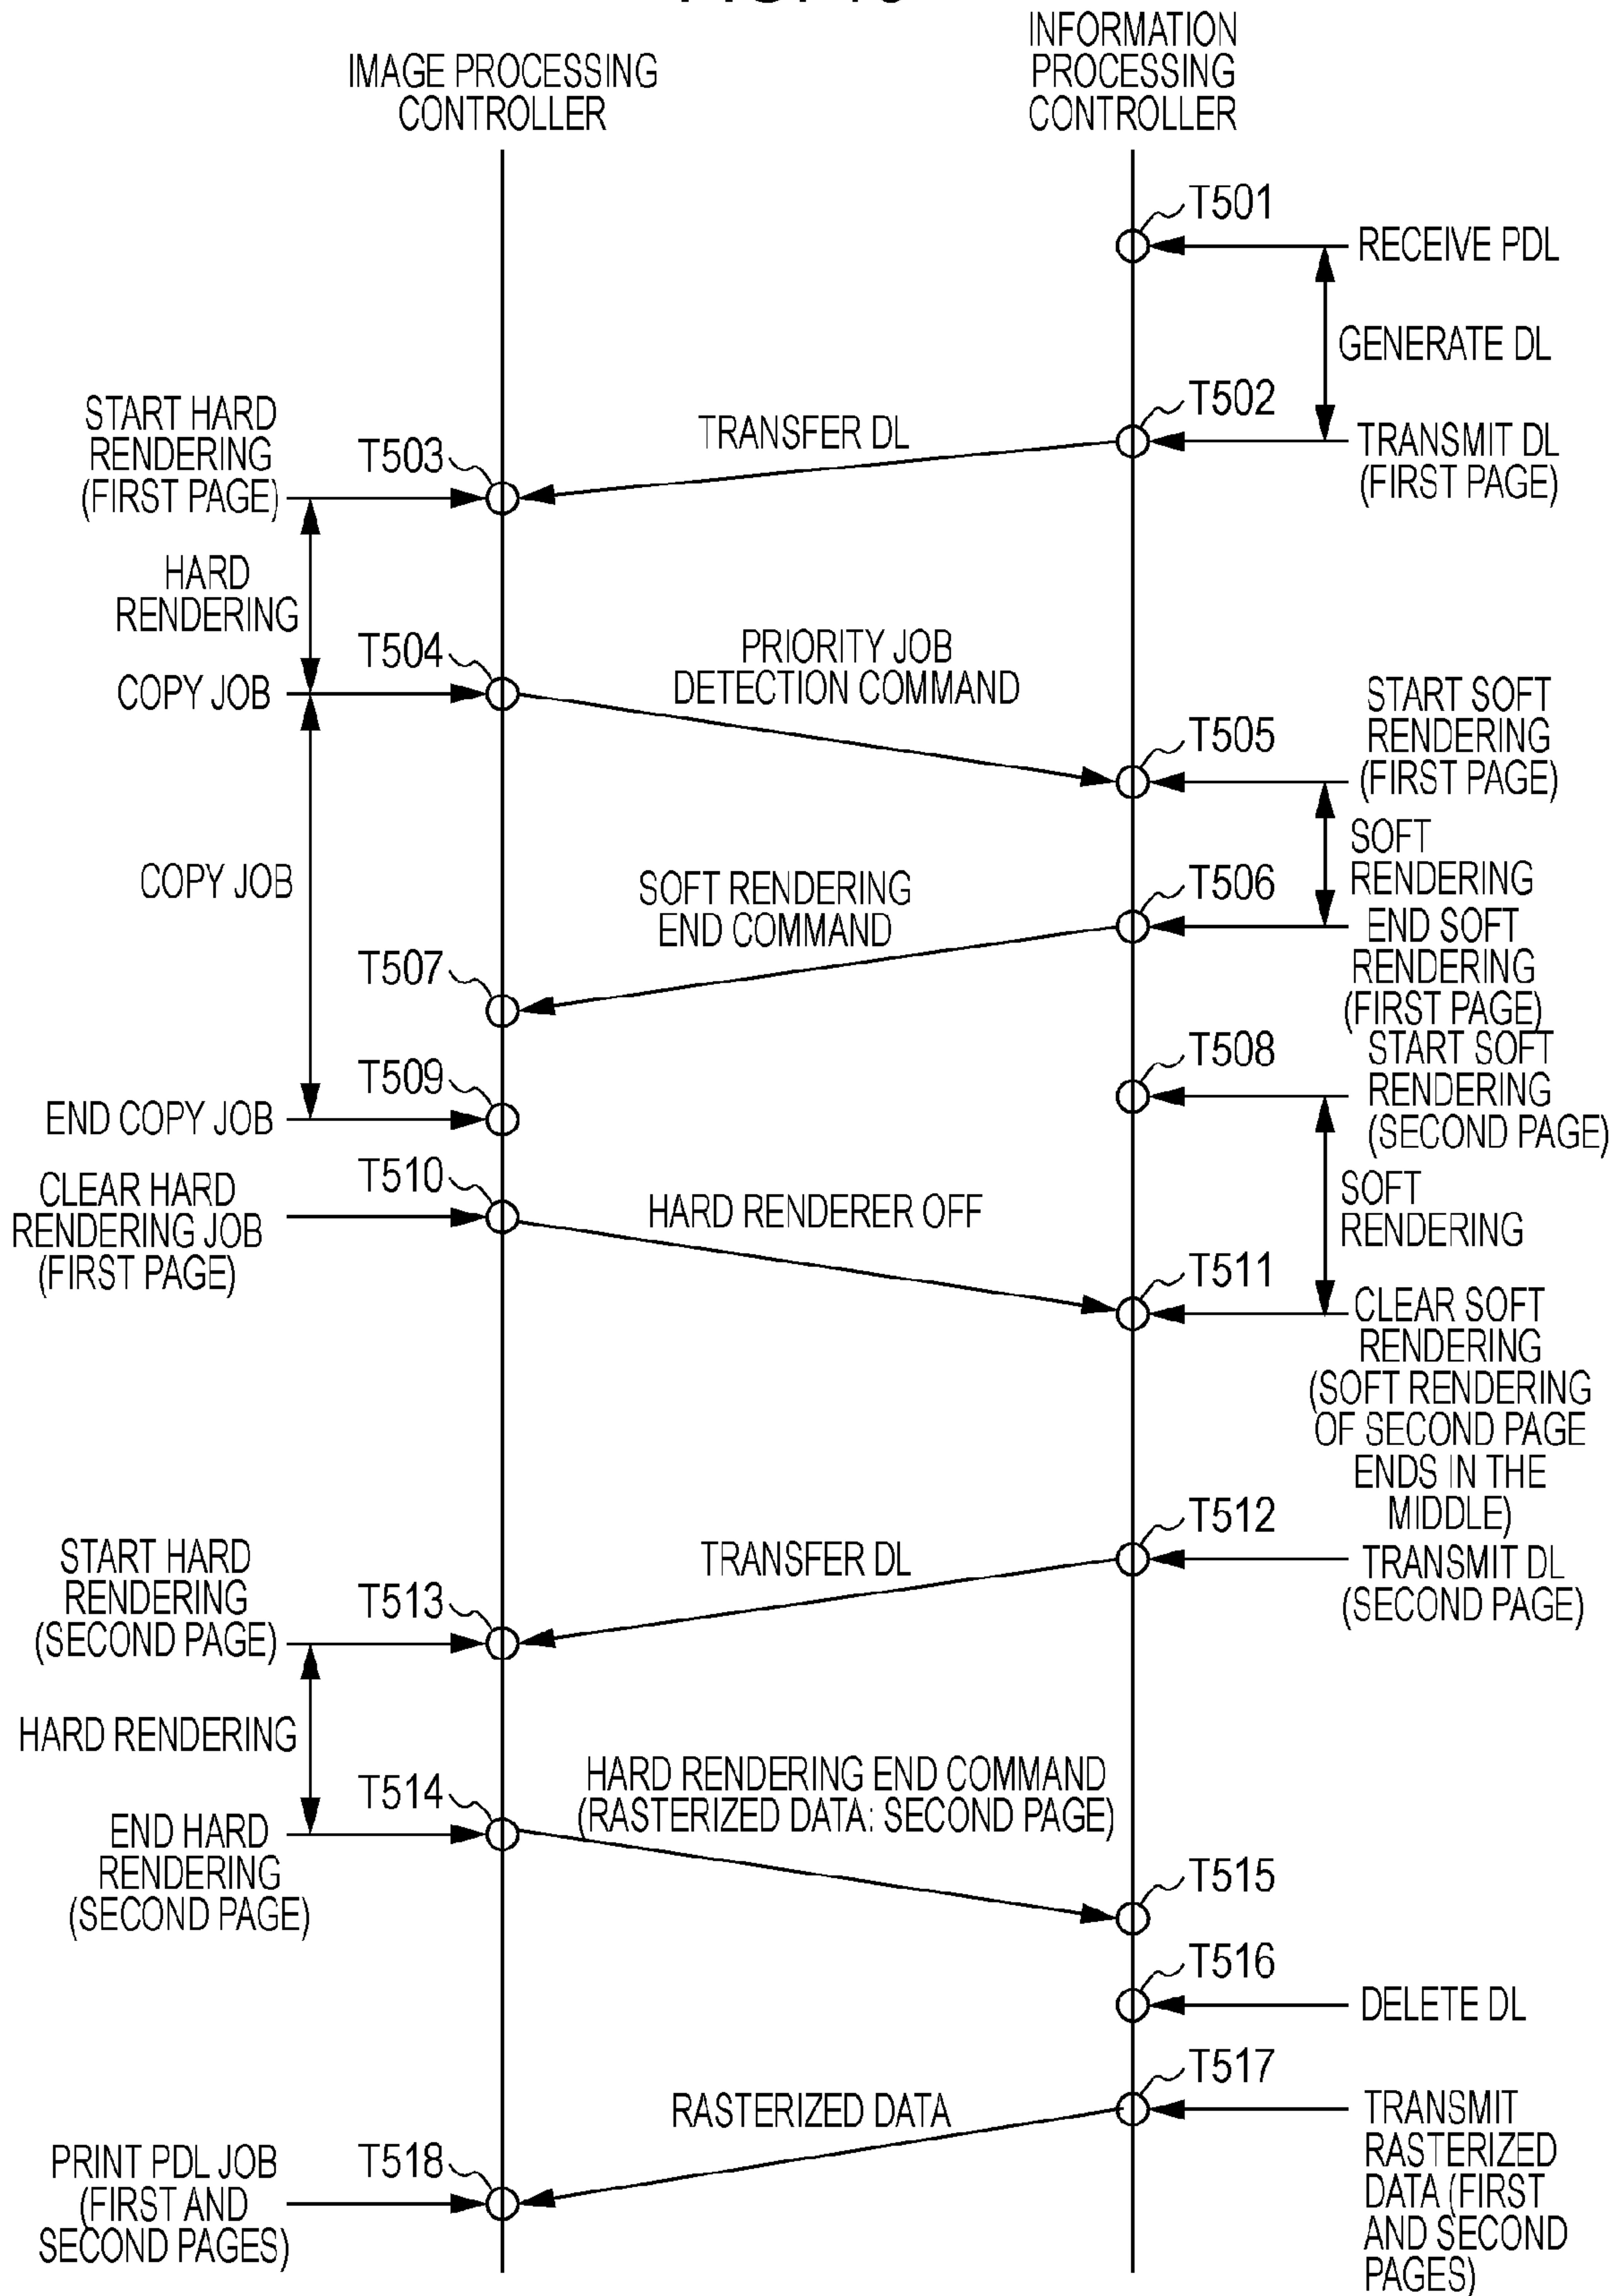 IMAGE PROCESSING
CONTROLLER
INFORMATION
PROCESSING
CONTROLLER
T501
RECEIVE PDL
GENERATE DL
T502
TRANSMIT DL
(FIRST PAGE)
TRANSFER DL
START HARD
RENDERING
(FIRST PAGE)
T503
HARD
RENDERING
T504
COPY JOB
PRIORITY JOB
DETECTION COMMAND
T505
START SOFT
RENDERING
(FIRST PAGE)
SOFT
RENDERING
COPY JOB
T506
SOFT RENDERING
END COMMAND
END SOFT
RENDERING
(FIRST PAGE)
T507
T508
START SOFT
RENDERING
(SECOND PAGE)
T509
END COPY JOB
T510
CLEAR HARD
RENDERING JOB
(FIRST PAGE)
HARD RENDERER OFF
SOFT
RENDERING
T511
CLEAR SOFT
RENDERING
(SOFT RENDERING
OF SECOND PAGE
ENDS IN THE
MIDDLE)
T512
TRANSMIT DL
(SECOND PAGE)
TRANSFER DL
START HARD
RENDERING
(SECOND PAGE)
T513
HARD RENDERING
T514
END HARD
RENDERING
(SECOND PAGE)
HARD RENDERING END COMMAND
(RASTERIZED DATA: SECOND PAGE)
T515
T516
DELETE DL
T517
TRANSMIT
RASTERIZED
DATA (FIRST
AND SECOND
PAGES)
RASTERIZED DATA
PRINT PDL JOB
(FIRST AND
SECOND PAGES)
T518